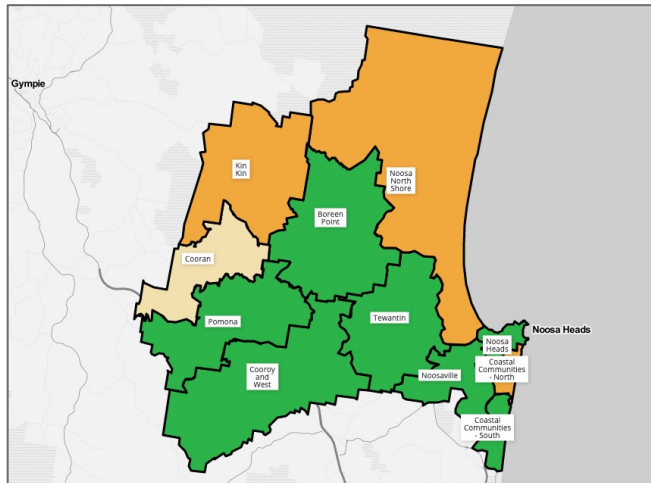 Gympie
Kin
Kin
Noosa
North
Shore
Boreen
Point
Cooran
Pomona
Tewantin
Noosa Heads
Noosa
Heads
Coastal
Communities
- North
Cooroy
and
West
Noosaville
Coastal
Communities
- South